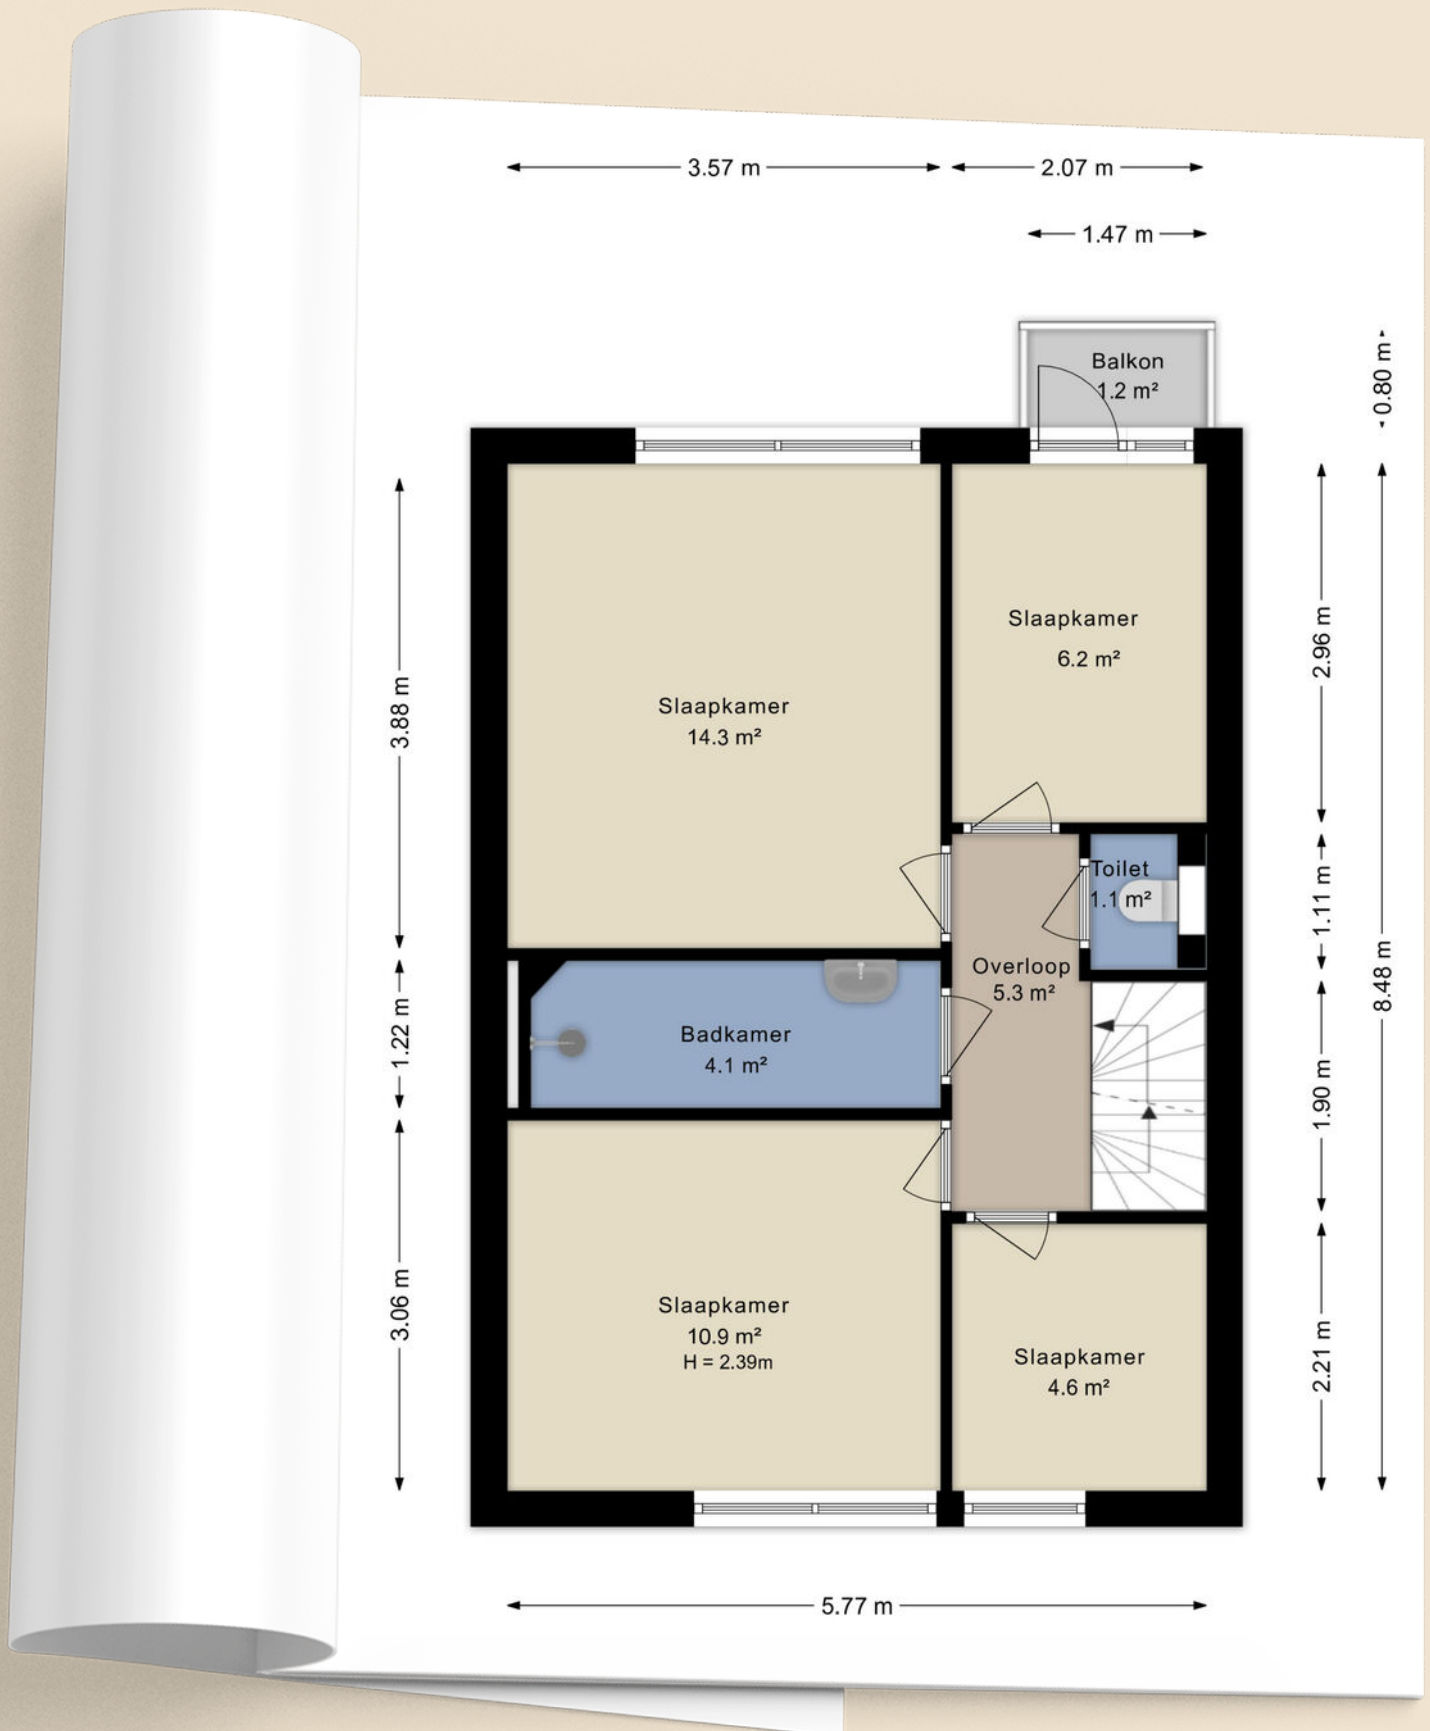 3.57 m
2.07 m
1.47 m
0.80 m
Balkon
1.2 m²
Slaapkamer
6.2 m²
Slaapkamer
14.3 m²
3.88 m
2.96 m
Toilet
1.1 m²
1.11 m
8.48 m
Overloop
5.3 m²
Badkamer
4.1 m²
1.22 m
1.90 m
Slaapkamer
10.9 m²
H = 2.39m
3.06 m
Slaapkamer
4.6 m²
2.21 m
5.77 m